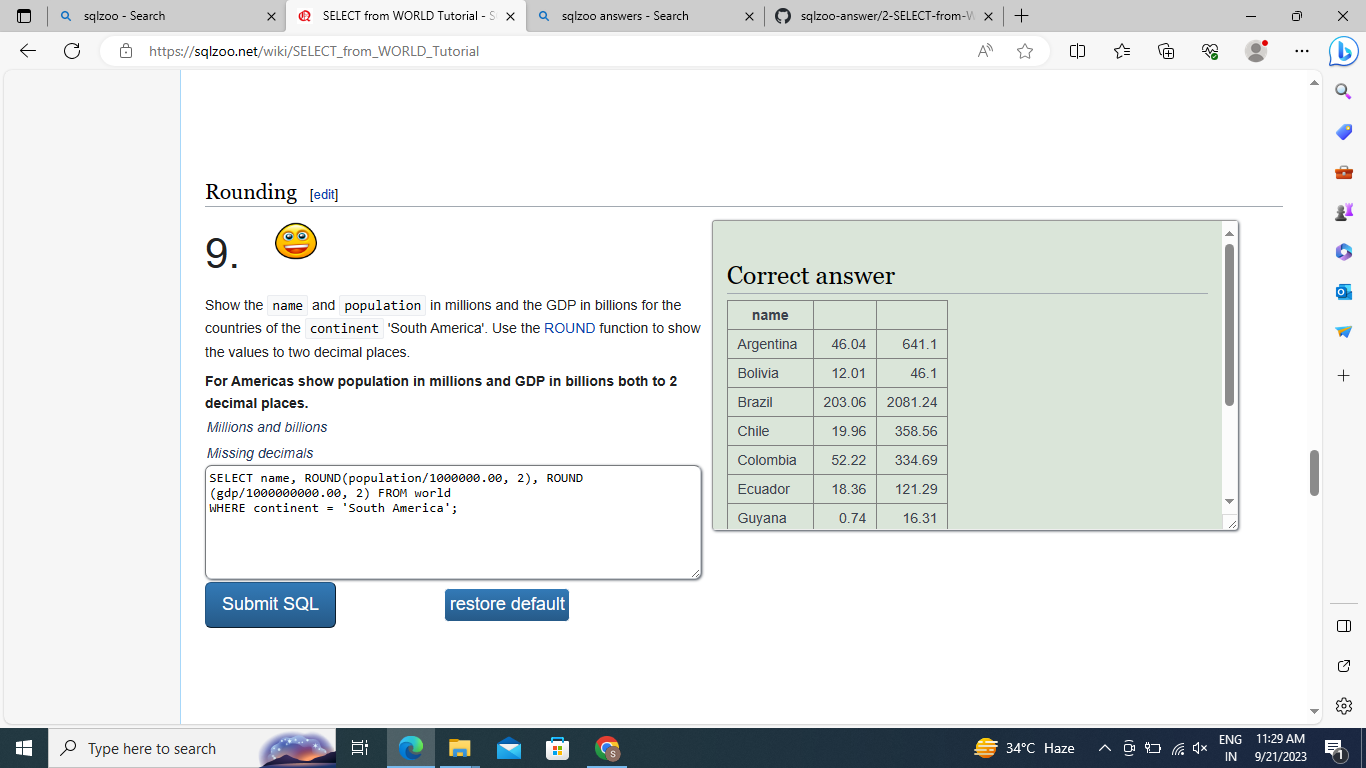 sqlzoo - Search
SELECT from WORLD Tutorial - S
sqlzoo answers - Search
sqlzoo-answer/2-SELECT-from-W
https://sqlzoo.net/wiki/SELECT_from_WORLD_Tutorial
Rounding [edit]
9.
Show the name and population in millions and the GDP in billions for the
countries of the continent 'South America'. Use the ROUND function to show
the values to two decimal places.
For Americas show population in millions and GDP in billions both to 2
decimal places.
Millions and billions
Missing decimals
SELECT name, ROUND(population/1000000.00, 2), ROUND
(gdp/1000000000.00, 2) FROM world
WHERE continent = 'South America';
Submit SQL
restore default
Correct answer
name
Argentina 46.04 641.1
Bolivia 12.01 46.1
Brazil 203.06 2081.24
Chile 19.96 358.56
Colombia 52.22 334.69
Ecuador 18.36 121.29
Guyana 0.74 16.31
Type here to search
34°C Haze
ENG
IN
11:29 AM
9/21/2023
1
S